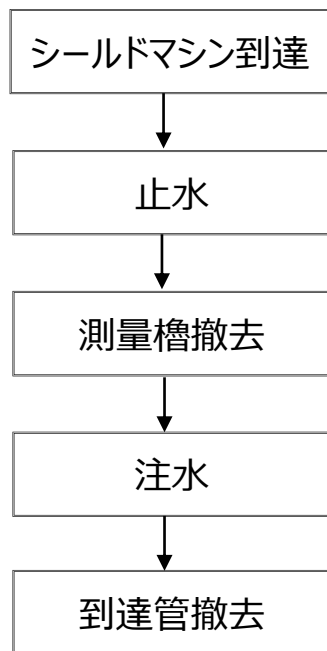 シールドマシン到達
止水
測量櫓撤去
注水
到達管撤去